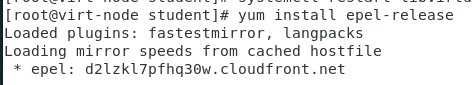 [root@virt-node student]# yum install epel-release
Loaded plugins: fastestmirror, langpacks
Loading mirror speeds from cached hostfile
 * epel: d2lzkl7pfhq30w.cloudfront.net